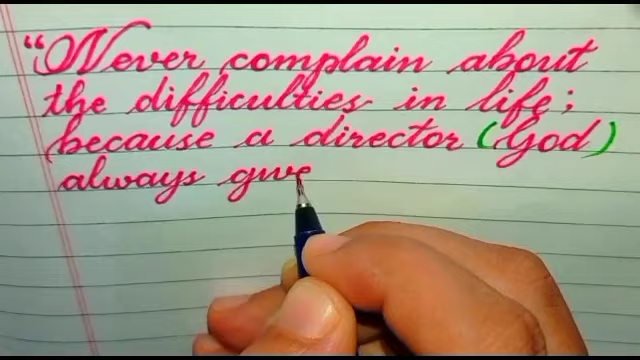 “Never complain about
the difficulties in life;
because a director (God)
always give